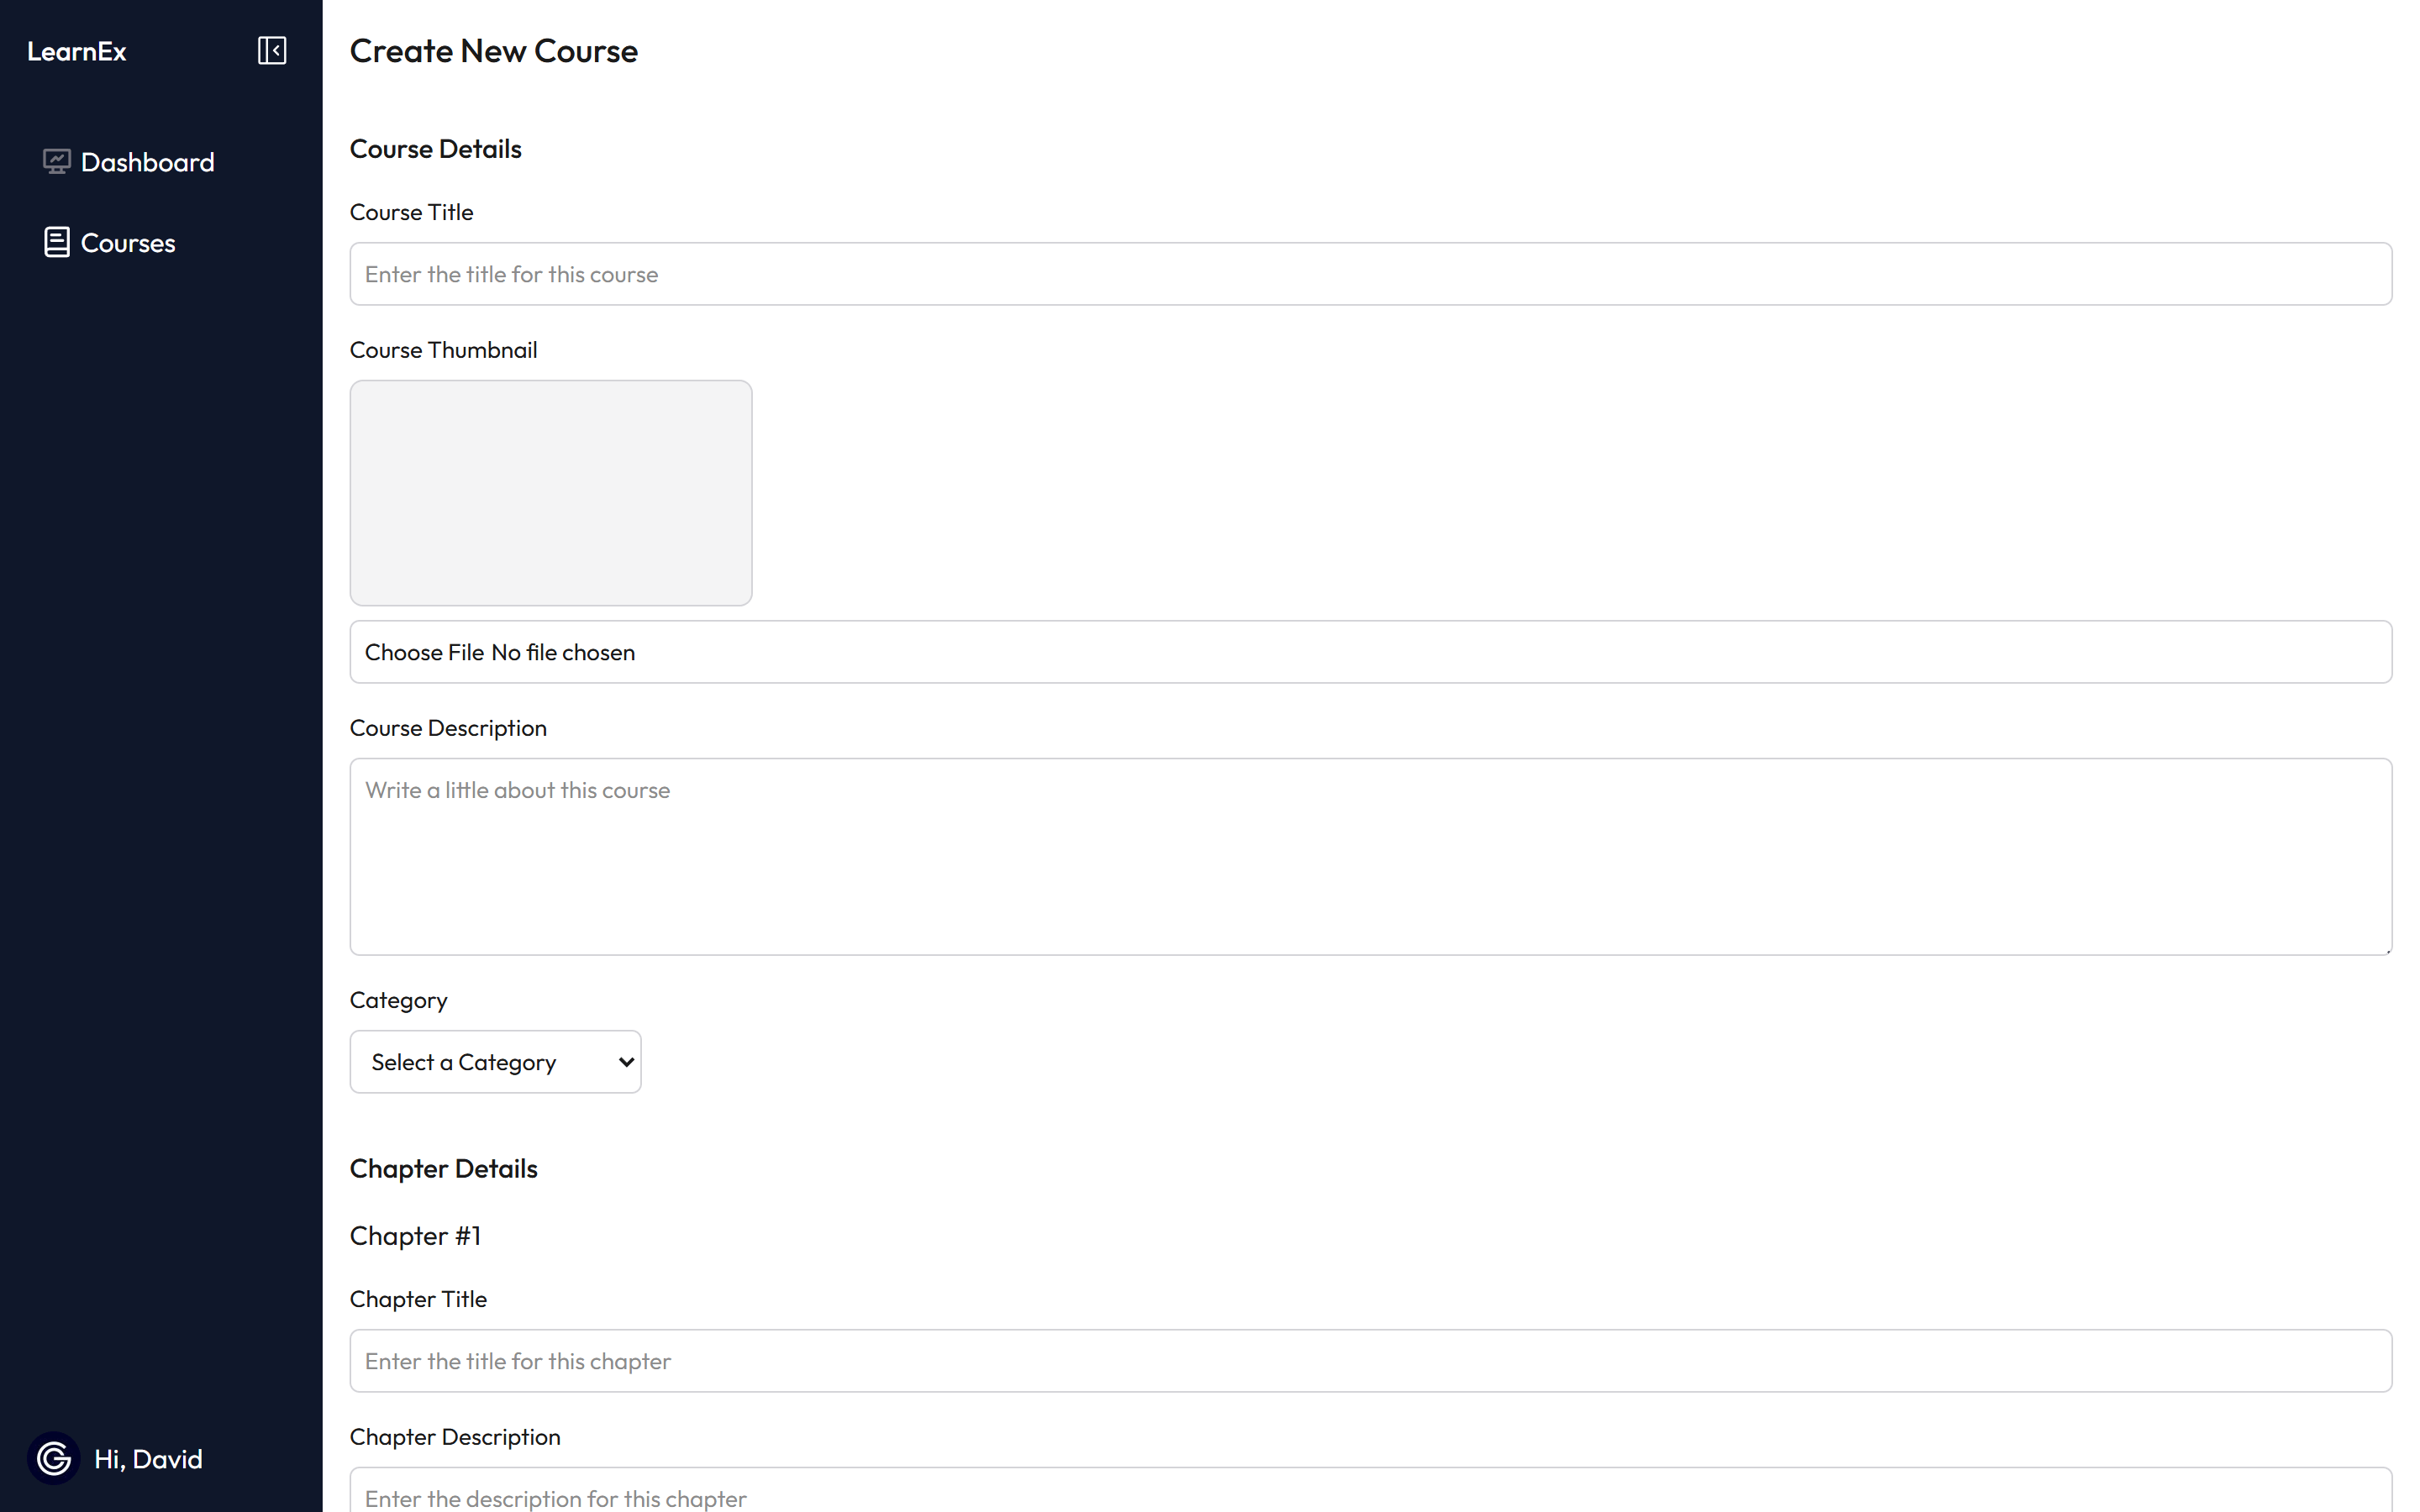 LearnEx
Dashboard
Courses
Hi, David
Create New Course
Course Details
Course Title
Enter the title for this course
Course Thumbnail
Choose File No file chosen
Course Description
Write a little about this course
Category
Select a Category
Chapter Details
Chapter #1
Chapter Title
Enter the title for this chapter
Chapter Description
Enter the description for this chapter